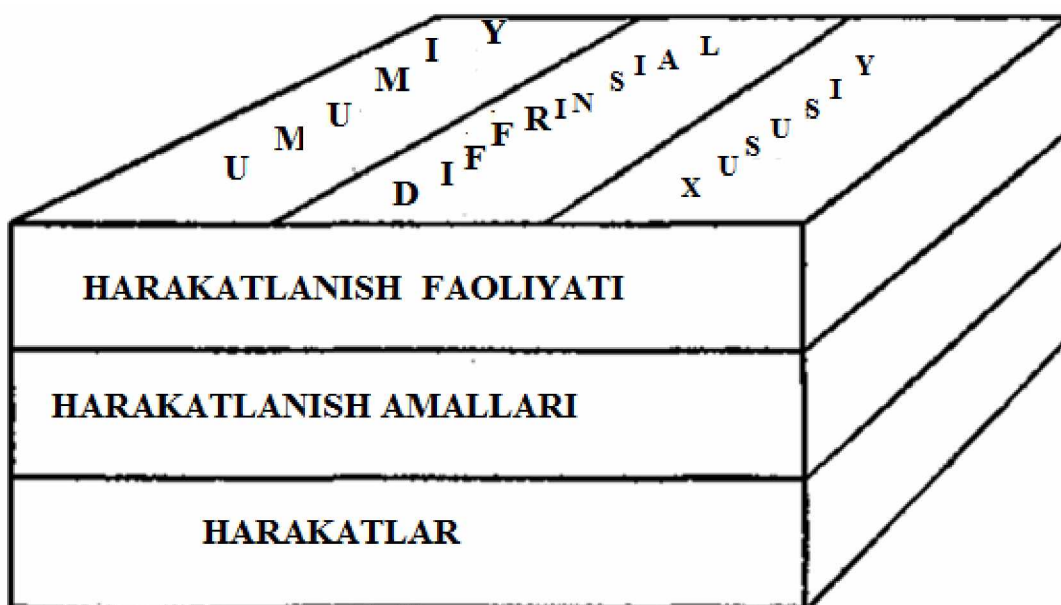 UMUMIY
DIFFRINSIAL
XUSUSIY
HARAKATLANISH FAOLIYATI
HARAKATLANISH AMALLARI
HARAKATLAR